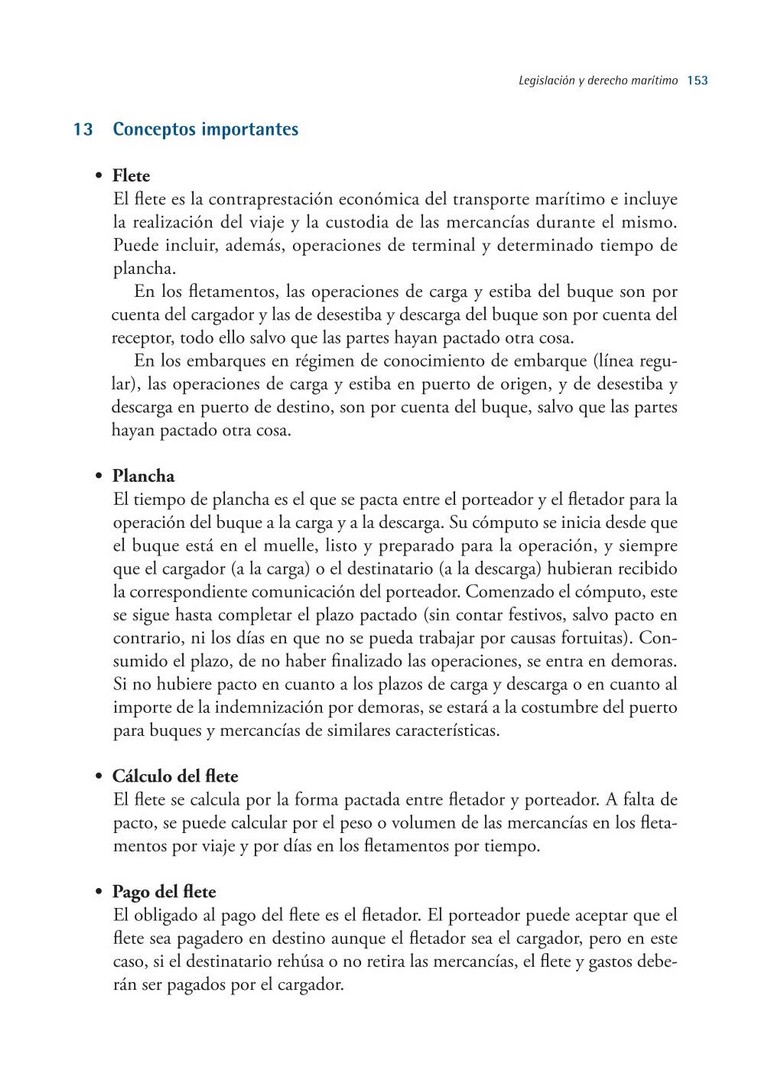 Legislación y derecho marítimo 153
13 Conceptos importantes
• Flete
El flete es la contraprestación económica del transporte marítimo e incluye
la realización del viaje y la custodia de las mercancías durante el mismo.
Puede incluir, además, operaciones de terminal y determinado tiempo de
plancha.
En los fletamentos, las operaciones de carga y estiba del buque son por
cuenta del cargador y las de desestiba y descarga del buque son por cuenta del
receptor, todo ello salvo que las partes hayan pactado otra cosa.
En los embarques en régimen de conocimiento de embarque (línea regu-
lar), las operaciones de carga y estiba en puerto de origen, y de desestiba y
descarga en puerto de destino, son por cuenta del buque, salvo que las partes
hayan pactado otra cosa.
• Plancha
El tiempo de plancha es el que se pacta entre el porteador y el fletador para la
operación del buque a la carga y a la descarga. Su cómputo se inicia desde que
el buque está en el muelle, listo y preparado para la operación, y siempre
que el cargador (a la carga) o el destinatario (a la descarga) hubieran recibido
la correspondiente comunicación del porteador. Comenzado el cómputo, este
se sigue hasta completar el plazo pactado (sin contar festivos, salvo pacto en
contrario, ni los días en que no se pueda trabajar por causas fortuitas). Con-
sumido el plazo, de no haber finalizado las operaciones, se entra en demoras.
Si no hubiere pacto en cuanto a los plazos de carga y descarga o en cuanto al
importe de la indemnización por demoras, se estará a la costumbre del puerto
para buques y mercancías de similares características.
• Cálculo del flete
El flete se calcula por la forma pactada entre fletador y porteador. A falta de
pacto, se puede calcular por el peso o volumen de las mercancías en los fleta-
mentos por viaje y por días en los fletamentos por tiempo.
• Pago del flete
El obligado al pago del flete es el fletador. El porteador puede aceptar que el
flete sea pagadero en destino aunque el fletador sea el cargador, pero en este
caso, si el destinatario rehúsa o no retira las mercancías, el flete y gastos debe-
rán ser pagados por el cargador.